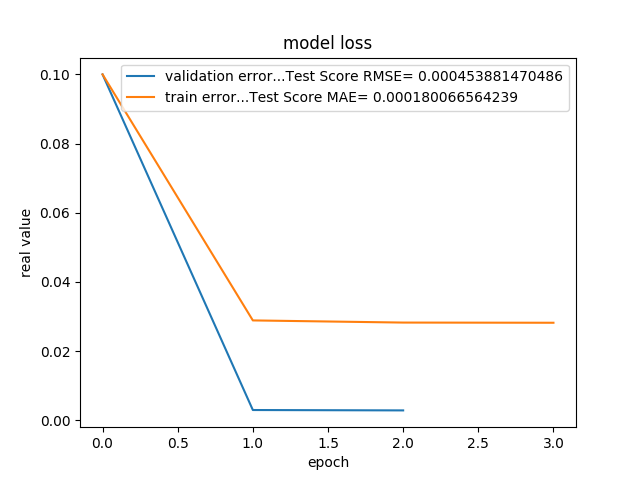 model loss
validation error...Test Score RMSE= 0.000453881470486
train error...Test Score MAE= 0.000180066564239
0.10
0.08
0.06
0.04
0.02
0.00
real value
0.0 0.5 1.0 1.5 2.0 2.5 3.0
epoch